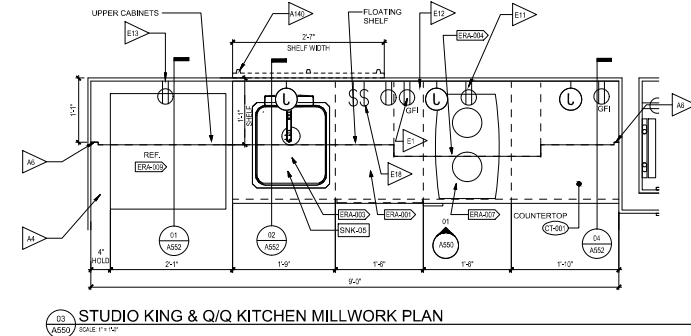 UPPER CABINETS
A140
FLOATING
SHELF
E12
E11
E13
2'-7"
SHELF WIDTH
ERA-004
1'-1"
1'-1"
SHELF
SS
GFI
GFI
A6
A6
E1
REF.
ERA-009
E18
A4
ERA-003
ERA-001
ERA-007
SNK-05
COUNTERTOP
CT-001
01
A552
02
A552
01
A550
04
A552
4"
HOLD
2'-1"
1'-9"
1'-6"
1'-6"
1'-10"
9'-0"
03
A550
STUDIO KING & Q/Q KITCHEN MILLWORK PLAN
SCALE: 1" = 1'-0"